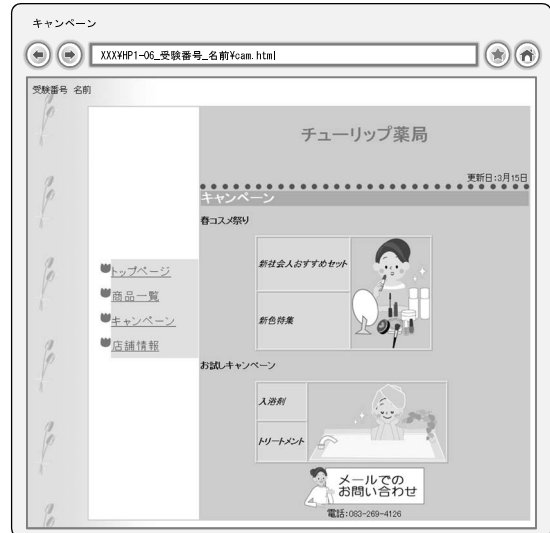 キャンペーン
XXX¥HP1-06_受験番号_名前¥cam.html
受験番号 名前
チューリップ薬局
更新日:3月15日
キャンペーン
春コスメ祭り
新社会人おすすめセット
新色特集
トップページ
商品一覧
キャンペーン
店舗情報
お試しキャンペーン
入浴剤
トリートメント
メールでの
お問い合わせ
電話:083-269-4126